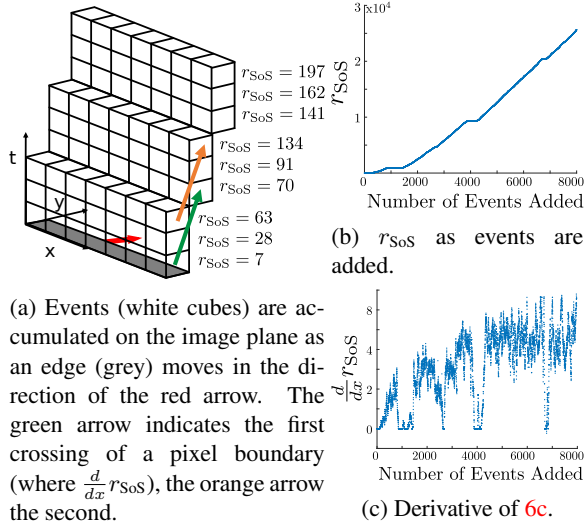 t
y
x
r_SoS = 197
r_SoS = 162
r_SoS = 141
r_SoS = 134
r_SoS = 91
r_SoS = 70
r_SoS = 63
r_SoS = 28
r_SoS = 7
(a) Events (white cubes) are ac-
cumulated on the image plane as
an edge (grey) moves in the di-
rection of the red arrow. The
green arrow indicates the first
crossing of a pixel boundary
(where d/dx r_SoS), the orange arrow
the second.
3 ×10⁴
2
1
0
r_SoS
0 2000 4000 6000 8000
Number of Events Added
(b) r_SoS as events are
added.
8
4
2
0
d/dx r_SoS
0 2000 4000 6000 8000
Number of Events Added
(c) Derivative of 6c.